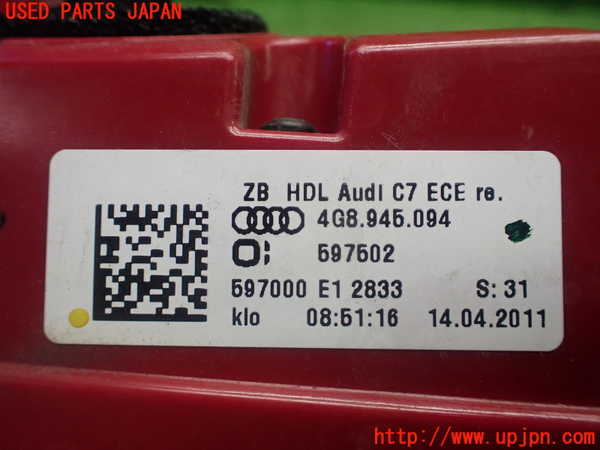 USED PARTS JAPAN
ZB HDL Audi C7 ECE re.
4G8.945.094
597502
597000 E1 2833 S: 31
klo 08:51:16 14.04.2011
http://www.upjpn.com/